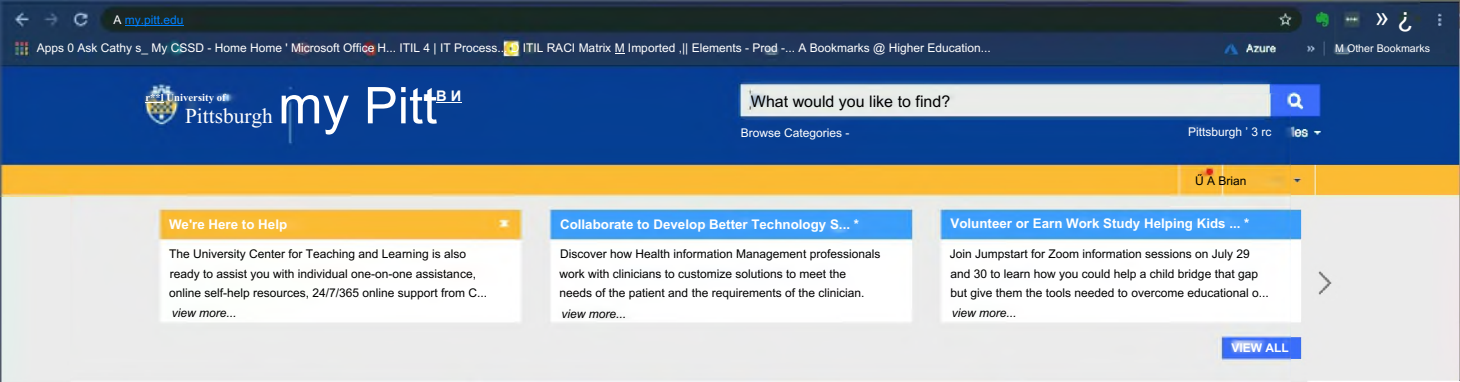 A my.pitt.edu
Apps 0 Ask Cathy s_ My CSSD - Home Home ' Microsoft Office H... ITIL 4 | IT Process... ITIL RACI Matrix M Imported ,|| Elements - Prod -... A Bookmarks @ Higher Education... Azure » M Other Bookmarks
University of
Pittsburgh my Pitt В И
What would you like to find?
Browse Categories -
Pittsburgh ' 3 rc les
Ű A Brian
We're Here to Help
The University Center for Teaching and Learning is also
ready to assist you with individual one-on-one assistance,
online self-help resources, 24/7/365 online support from C...
view more...
Collaborate to Develop Better Technology S... *
Discover how Health information Management professionals
work with clinicians to customize solutions to meet the
needs of the patient and the requirements of the clinician.
view more...
Volunteer or Earn Work Study Helping Kids ... *
Join Jumpstart for Zoom information sessions on July 29
and 30 to learn how you could help a child bridge that gap
but give them the tools needed to overcome educational o...
view more...
VIEW ALL